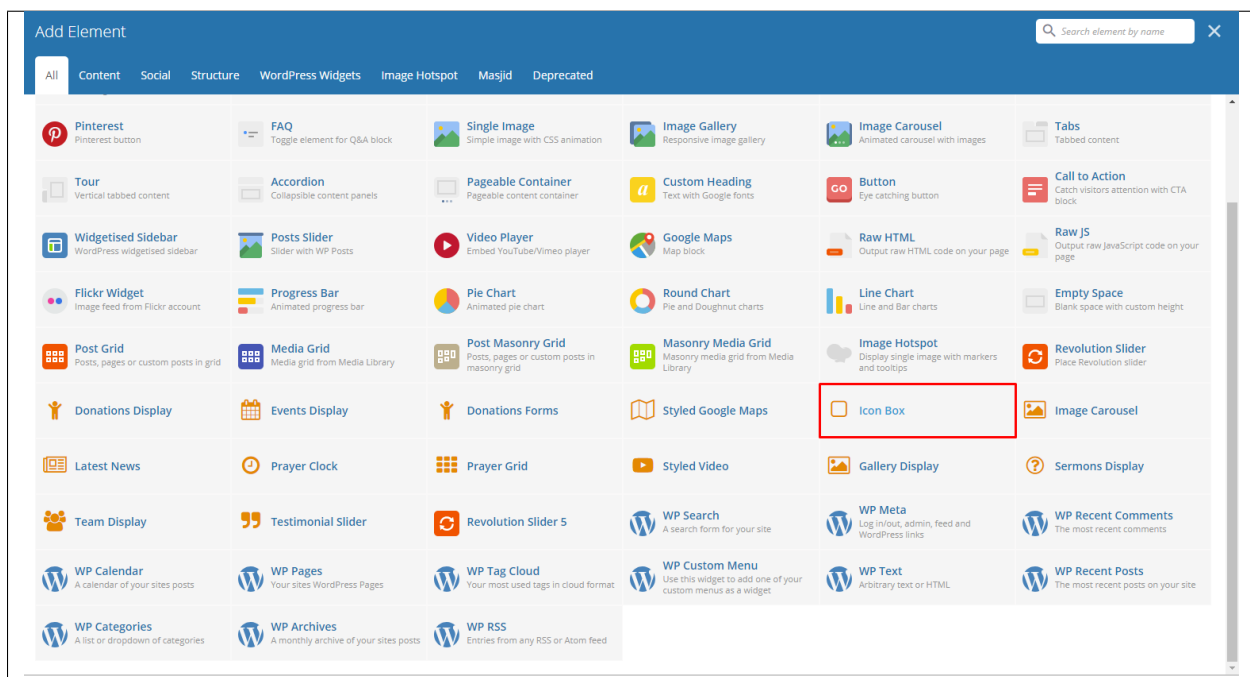 Add Element
Search element by name
All Content Social Structure WordPress Widgets Image Hotspot Masjid Deprecated
Pinterest
Pinterest button
FAQ
Toggle element for Q&A block
Single Image
Simple image with CSS animation
Image Gallery
Responsive image gallery
Image Carousel
Animated carousel with images
Tabs
Tabbed content
Tour
Vertical tabbed content
Accordion
Collapsible content panels
Pageable Container
Pageable content container
a
Custom Heading
Text with Google fonts
GO
Button
Eye catching button
Call to Action
Catch visitors attention with CTA
block
Widgetised Sidebar
WordPress widgetised sidebar
Posts Slider
Slider with WP Posts
Video Player
Embed YouTube/Vimeo player
Google Maps
Map block
Raw HTML
Output raw HTML code on your page
Raw JS
Output raw JavaScript code on your
page
Flickr Widget
Image feed from Flickr account
Progress Bar
Animated progress bar
Pie Chart
Animated pie chart
Round Chart
Pie and Doughnut charts
Line Chart
Line and Bar charts
Empty Space
Blank space with custom height
Post Grid
Posts, pages or custom posts in grid
Media Grid
Media grid from Media Library
Post Masonry Grid
Posts, pages or custom posts in
masonry grid
Masonry Media Grid
Masonry media grid from Media
Library
Image Hotspot
Display single image with markers
and tooltips
Revolution Slider
Place Revolution slider
Donations Display
Events Display
Donations Forms
Styled Google Maps
Icon Box
Image Carousel
Latest News
Prayer Clock
Prayer Grid
Styled Video
Gallery Display
Sermons Display
Team Display
Testimonial Slider
Revolution Slider 5
WP Search
A search form for your site
WP Meta
Log in/out, admin, feed and
WordPress links
WP Recent Comments
The most recent comments
WP Calendar
A calendar of your sites posts
WP Pages
Your sites WordPress Pages
WP Tag Cloud
Your most used tags in cloud format
WP Custom Menu
Use this widget to add one of your
custom menus as a widget
WP Text
Arbitrary text or HTML
WP Recent Posts
The most recent posts on your site
WP Categories
A list or dropdown of categories
WP Archives
A monthly archive of your sites posts
WP RSS
Entries from any RSS or Atom feed